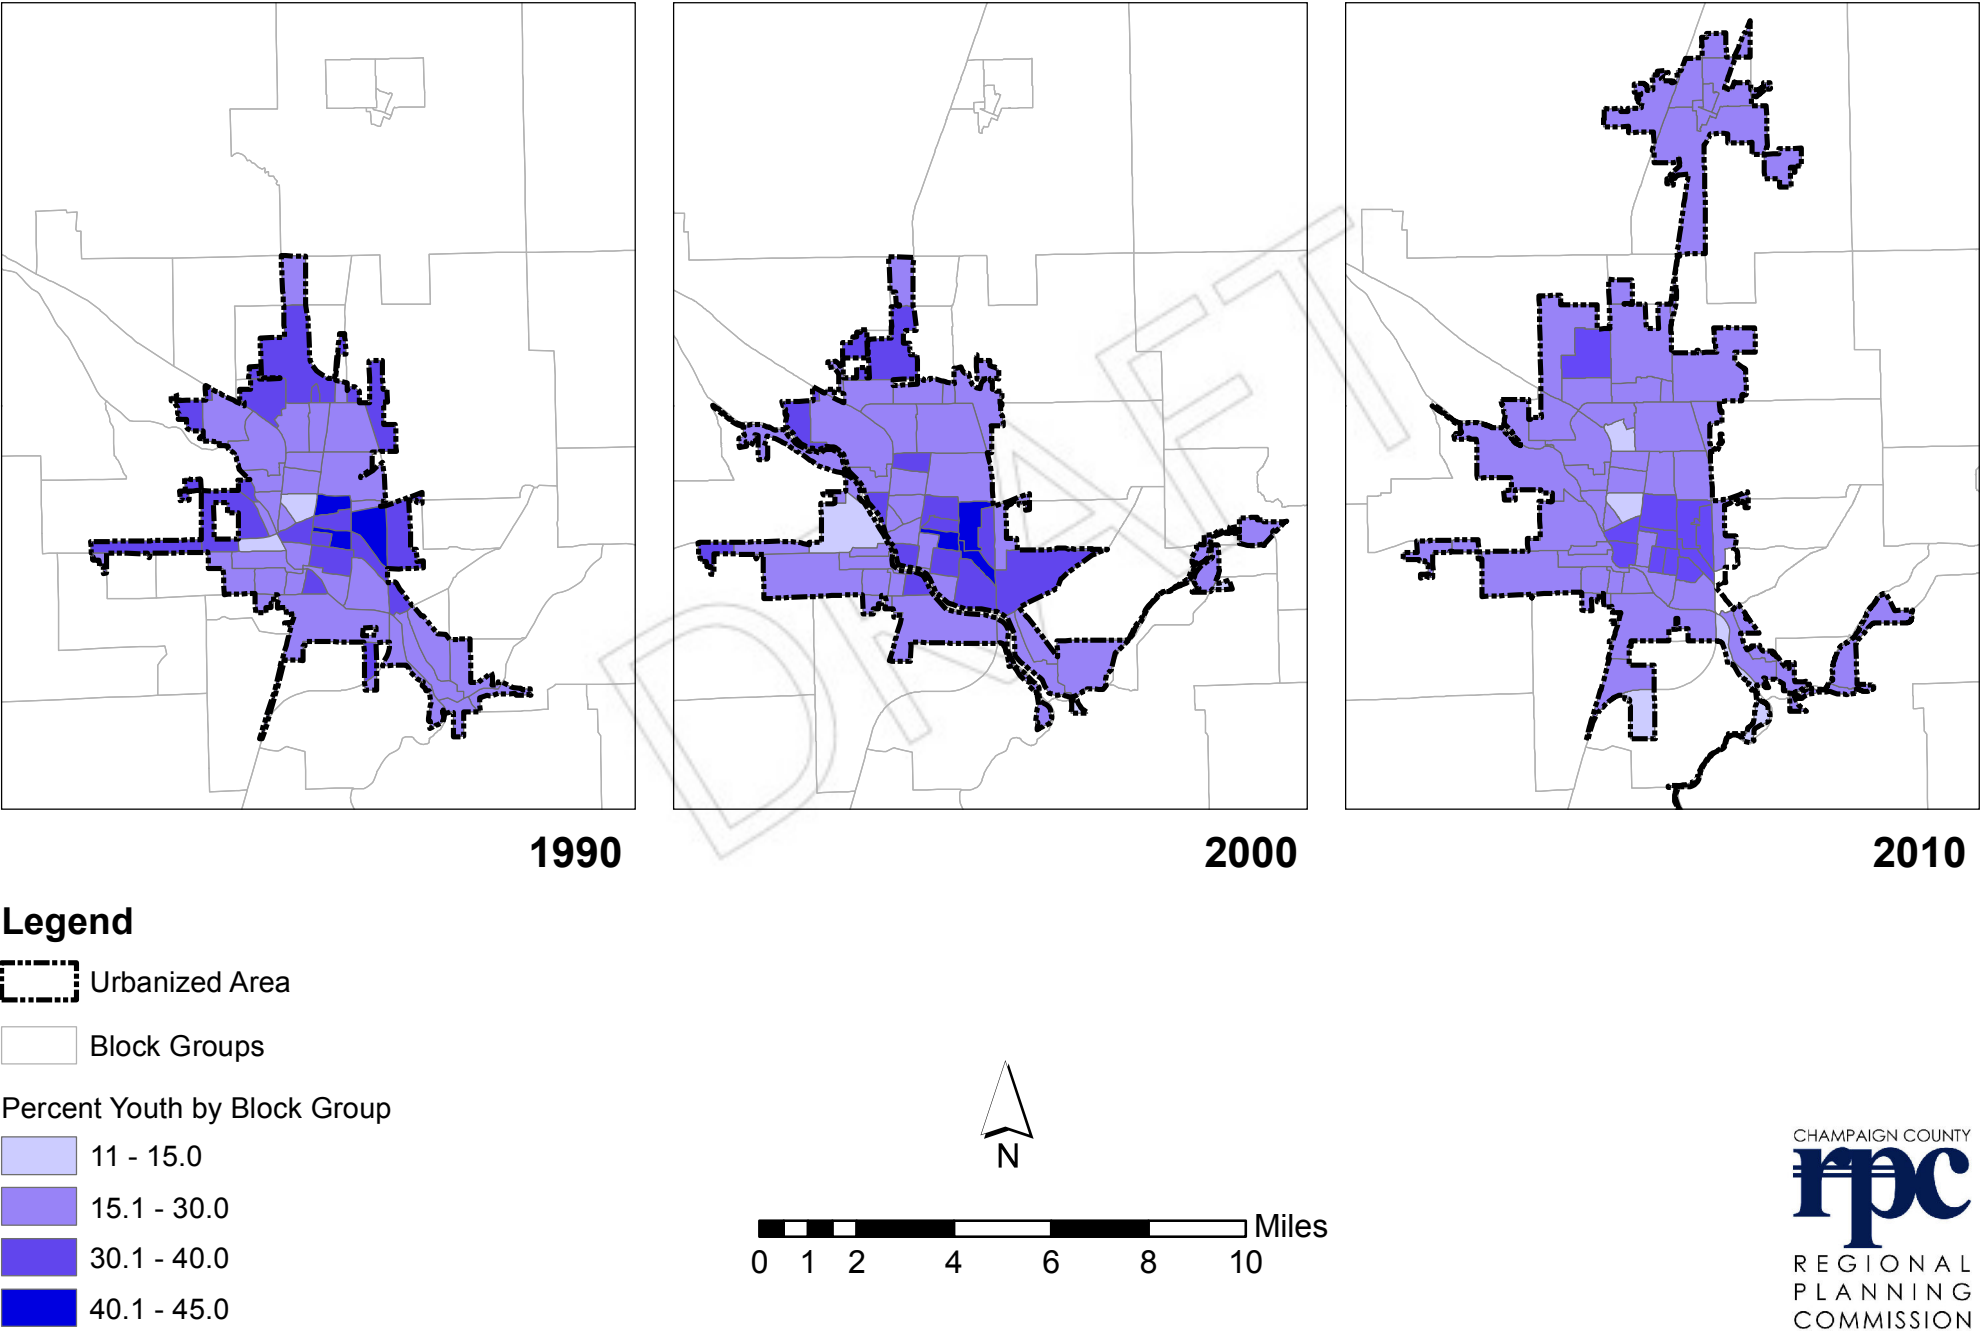 DRAFT
1990
2000
2010
Legend
Urbanized Area
Block Groups
Percent Youth by Block Group
11 - 15.0
15.1 - 30.0
30.1 - 40.0
40.1 - 45.0
N
Miles
0 1 2 4 6 8 10
CHAMPAIGN COUNTY
rpc
REGIONAL
PLANNING
COMMISSION